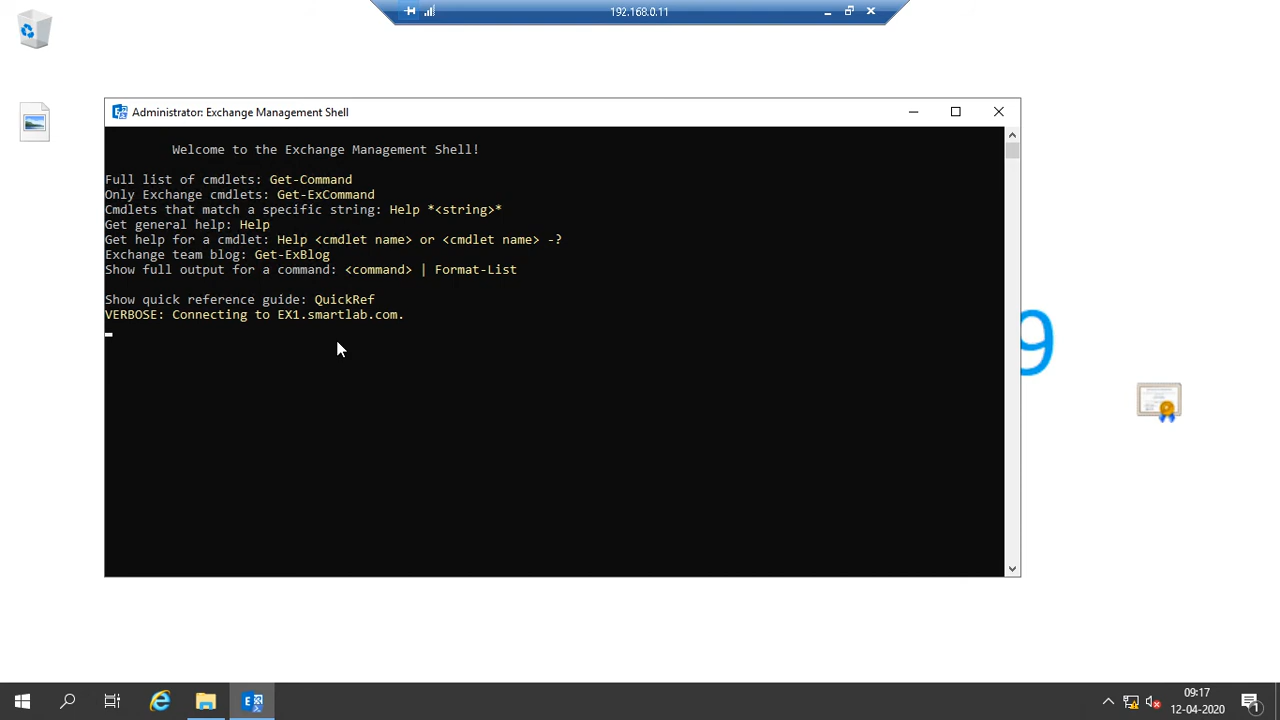 192.168.0.11
Administrator: Exchange Management Shell
Welcome to the Exchange Management Shell!
Full list of cmdlets: Get-Command
Only Exchange cmdlets: Get-ExCommand
Cmdlets that match a specific string: Help *<string>*
Get general help: Help
Get help for a cmdlet: Help <cmdlet name> or <cmdlet name> -?
Exchange team blog: Get-ExBlog
Show full output for a command: <command> | Format-List
Show quick reference guide: QuickRef
VERBOSE: Connecting to EX1.smartlab.com.
9
09:17
12-04-2020
1